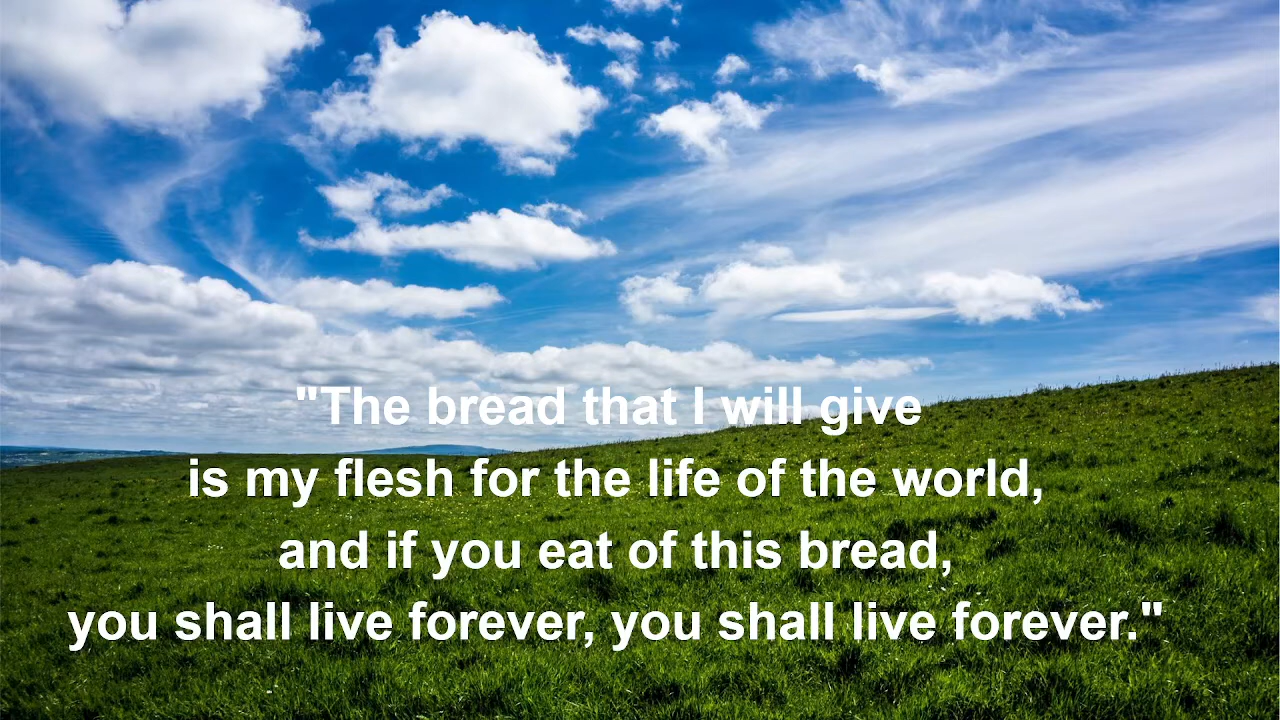 "The bread that I will give
is my flesh for the life of the world,
and if you eat of this bread,
you shall live forever, you shall live forever."